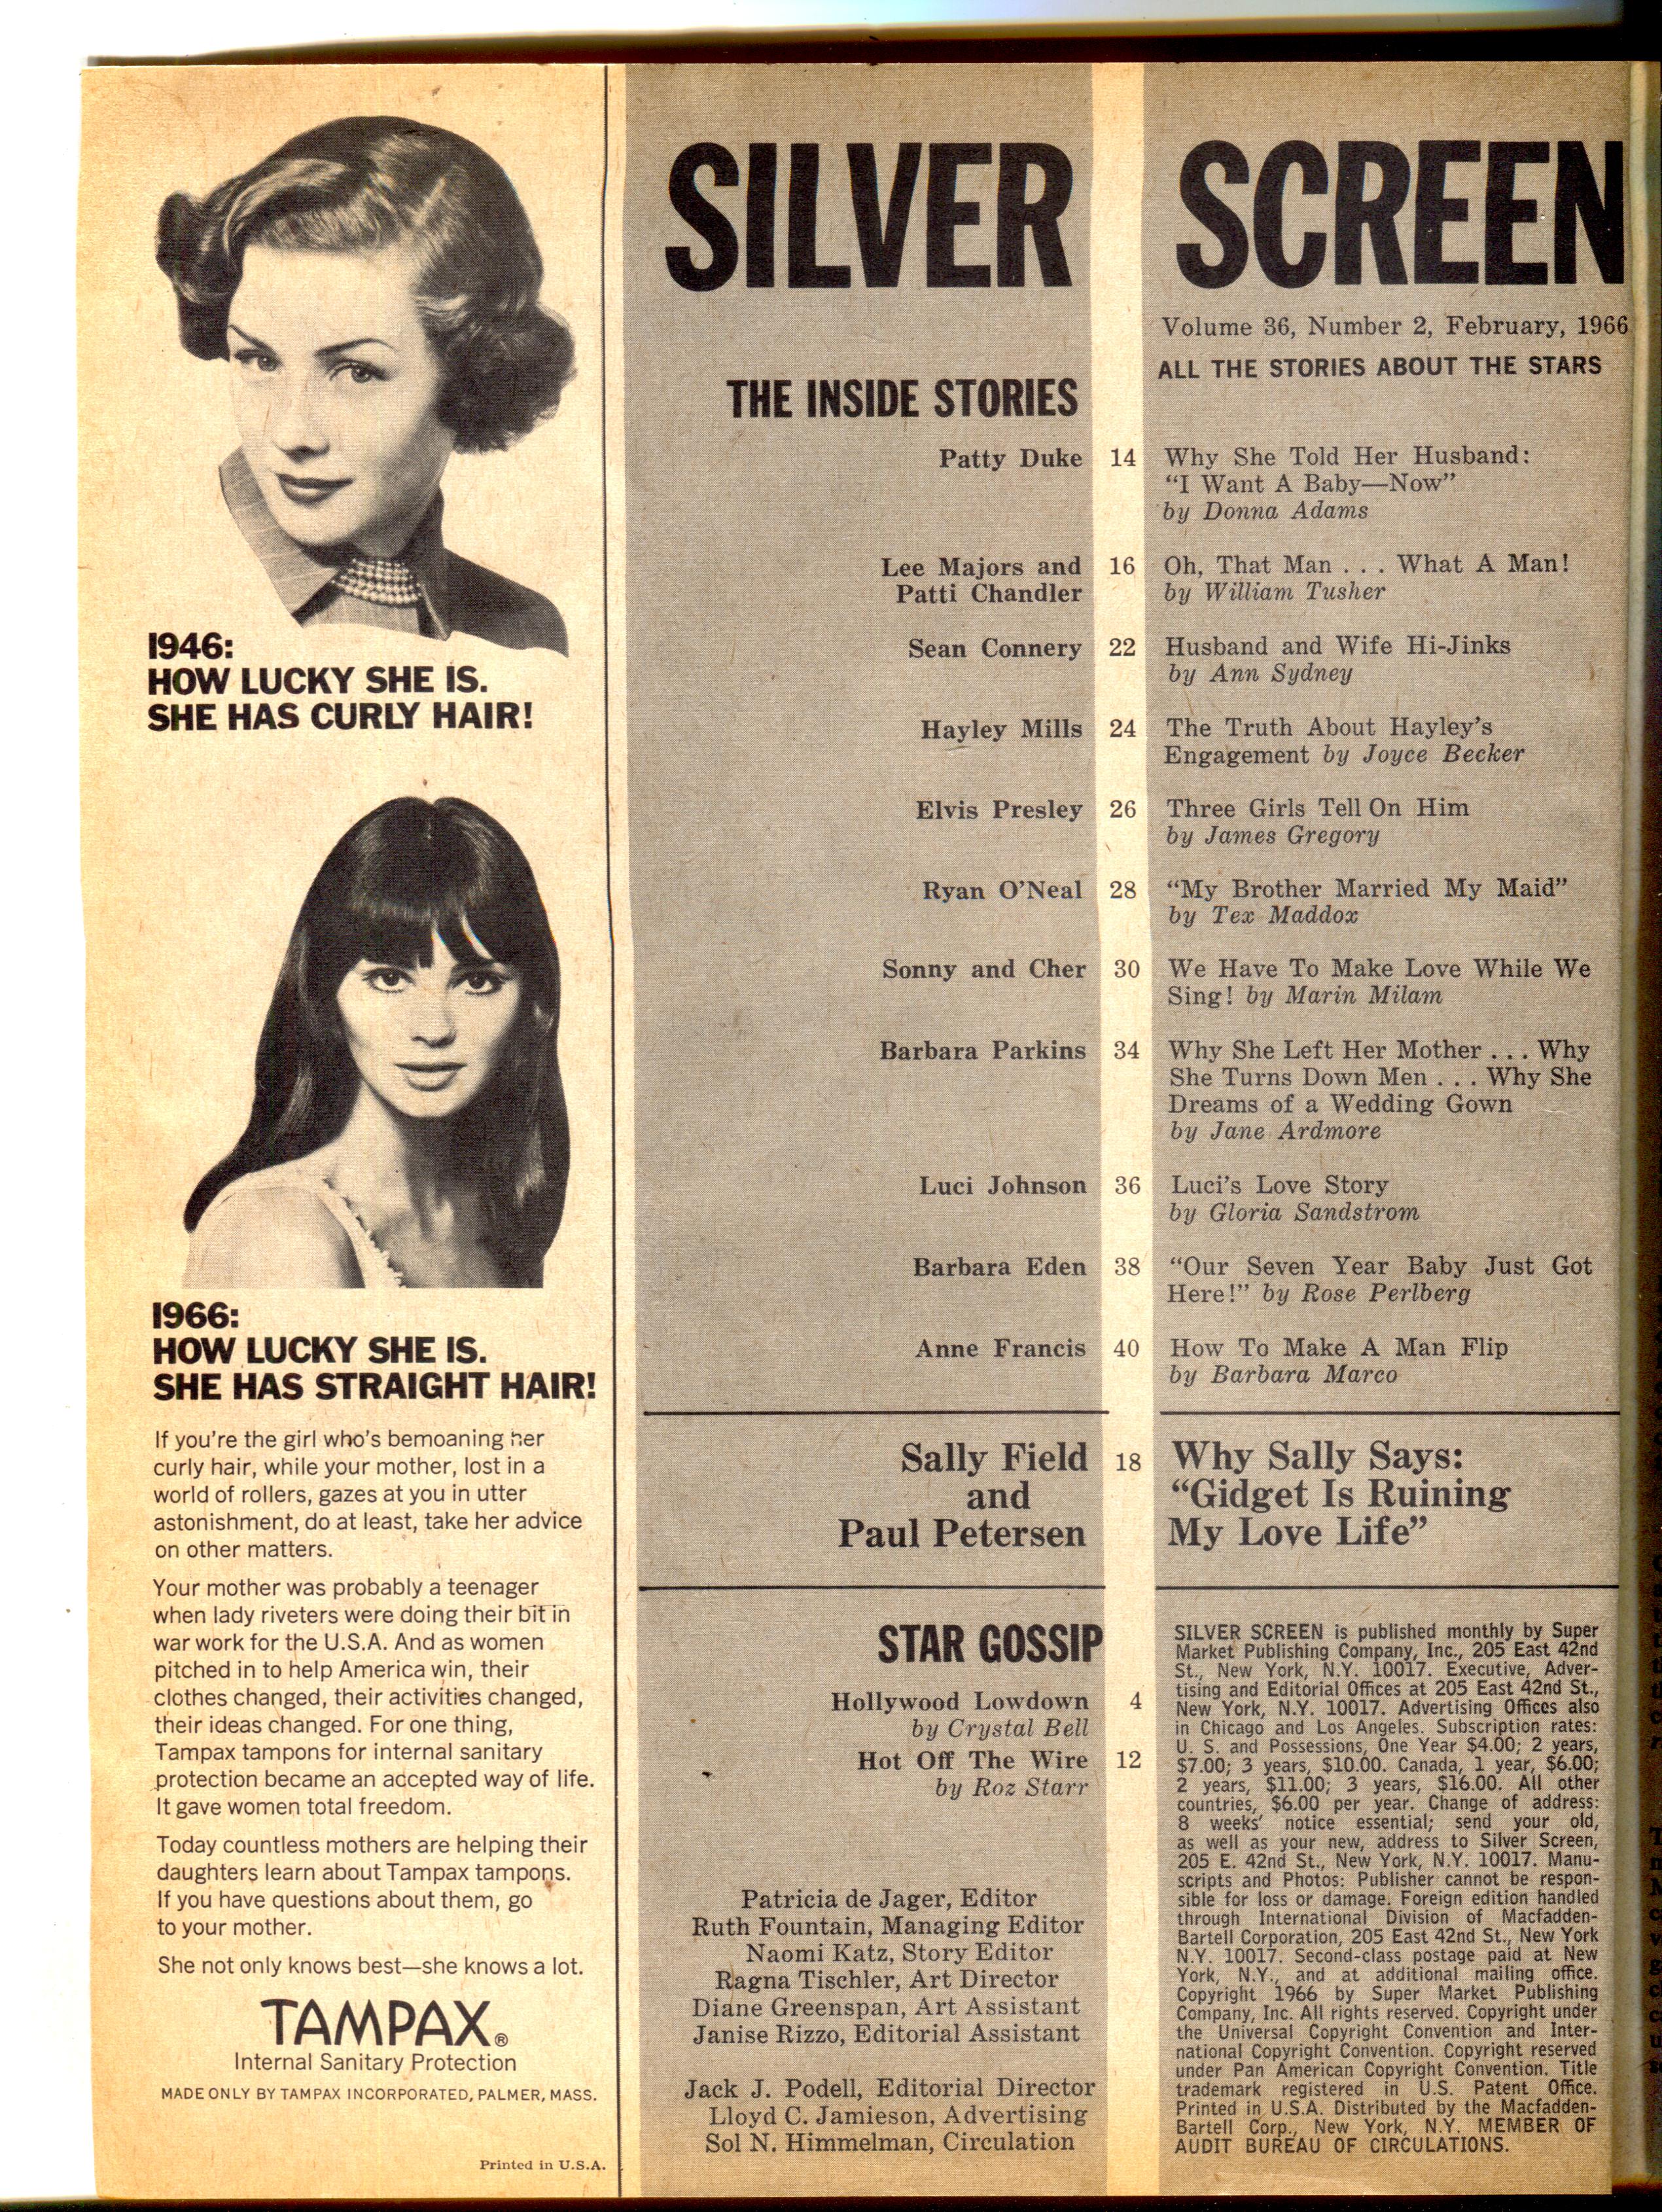 1946:
HOW LUCKY SHE IS.
SHE HAS CURLY HAIR!
1966:
HOW LUCKY SHE IS.
SHE HAS STRAIGHT HAIR!
If you're the girl who's bemoaning her
curly hair, while your mother, lost in a
world of rollers, gazes at you in utter
astonishment, do at least, take her advice
on other matters.
Your mother was probably a teenager
when lady riveters were doing their bit in
war work for the U.S.A. And as women
pitched in to help America win, their
clothes changed, their activities changed,
their ideas changed. For one thing,
Tampax tampons for internal sanitary
protection became an accepted way of life.
It gave women total freedom.
Today countless mothers are helping their
daughters learn about Tampax tampons.
If you have questions about them, go
to your mother.
She not only knows best—she knows a lot.
TAMPAX®
Internal Sanitary Protection
MADE ONLY BY TAMPAX INCORPORATED, PALMER, MASS.
Printed in U.S.A.
SILVER SCREEN
Volume 36, Number 2, February, 1966
ALL THE STORIES ABOUT THE STARS
THE INSIDE STORIES
Patty Duke 14 Why She Told Her Husband:
"I Want A Baby—Now"
by Donna Adams
Lee Majors and 16 Oh, That Man . . . What A Man!
Patti Chandler by William Tusher
Sean Connery 22 Husband and Wife Hi-Jinks
by Ann Sydney
Hayley Mills 24 The Truth About Hayley's
Engagement by Joyce Becker
Elvis Presley 26 Three Girls Tell On Him
by James Gregory
Ryan O'Neal 28 "My Brother Married My Maid"
by Tex Maddox
Sonny and Cher 30 We Have To Make Love While We
Sing! by Marin Milam
Barbara Parkins 34 Why She Left Her Mother . . . Why
She Turns Down Men . . . Why She
Dreams of a Wedding Gown
by Jane Ardmore
Luci Johnson 36 Luci's Love Story
by Gloria Sandstrom
Barbara Eden 38 "Our Seven Year Baby Just Got
Here!" by Rose Perlberg
Anne Francis 40 How To Make A Man Flip
by Barbara Marco
Sally Field 18 Why Sally Says:
and "Gidget Is Ruining
Paul Petersen My Love Life"
STAR GOSSIP
Hollywood Lowdown 4
by Crystal Bell
Hot Off The Wire 12
by Roz Starr
Patricia de Jager, Editor
Ruth Fountain, Managing Editor
Naomi Katz, Story Editor
Ragna Tischler, Art Director
Diane Greenspan, Art Assistant
Janise Rizzo, Editorial Assistant
Jack J. Podell, Editorial Director
Lloyd C. Jamieson, Advertising
Sol N. Himmelman, Circulation
SILVER SCREEN is published monthly by Super
Market Publishing Company, Inc., 205 East 42nd
St., New York, N.Y. 10017. Executive, Adver-
tising and Editorial Offices at 205 East 42nd St.,
New York, N.Y. 10017. Advertising Offices also
in Chicago and Los Angeles. Subscription rates:
U. S. and Possessions, One Year $4.00; 2 years,
$7.00; 3 years, $10.00. Canada, 1 year, $6.00;
2 years, $11.00; 3 years, $16.00. All other
countries, $6.00 per year. Change of address:
8 weeks' notice essential; send your old,
as well as your new, address to Silver Screen,
205 E. 42nd St., New York, N.Y. 10017. Manu-
scripts and Photos: Publisher cannot be respon-
sible for loss or damage. Foreign edition handled
through International Division of Macfadden-
Bartell Corporation, 205 East 42nd St., New York
N.Y. 10017. Second-class postage paid at New
York, N.Y., and at additional mailing office.
Copyright 1966 by Super Market Publishing
Company, Inc. All rights reserved. Copyright under
the Universal Copyright Convention and Inter-
national Copyright Convention. Copyright reserved
under Pan American Copyright Convention. Title
trademark registered in U.S. Patent Office.
Printed in U.S.A. Distributed by the Macfadden-
Bartell Corp., New York, N.Y. MEMBER OF
AUDIT BUREAU OF CIRCULATIONS.